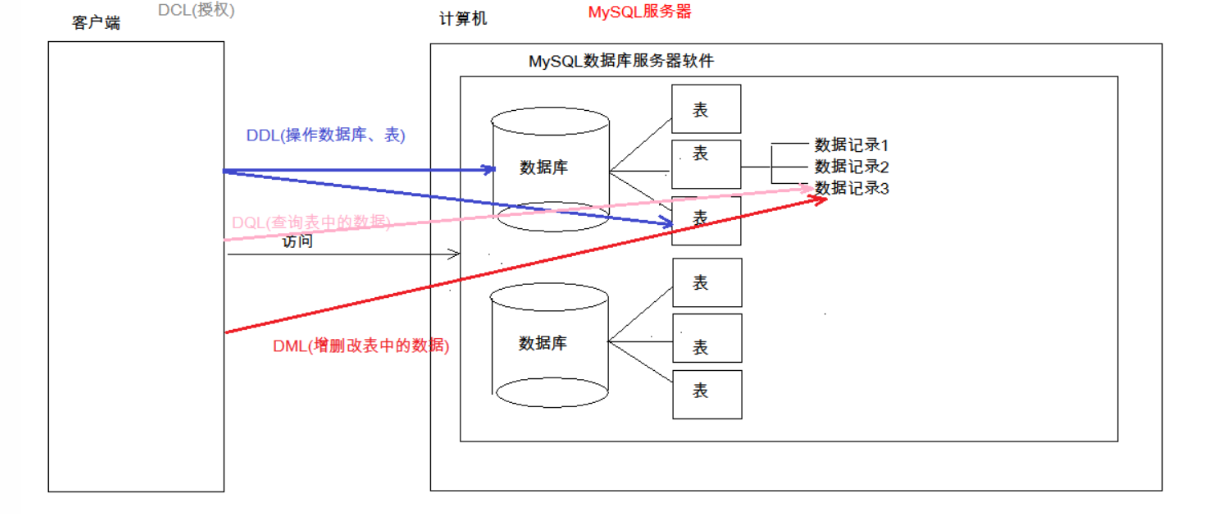 DCL(授权)
客户端
计算机
MySQL服务器
MySQL数据库服务器软件
表
DDL(操作数据库、表)
数据库
表
数据记录1
数据记录2
数据记录3
DQL(查询表中的数据)
表
访问
表
DML(增删改表中的数据)
数据库
表
表